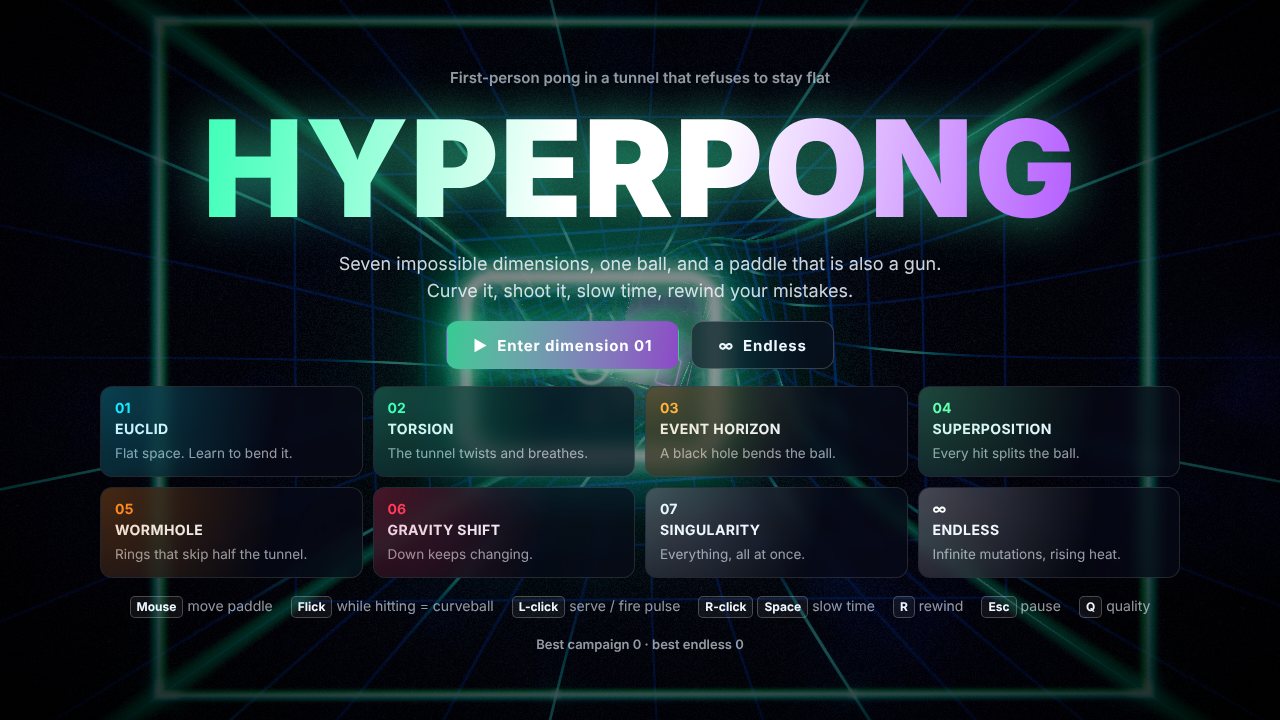 First-person pong in a tunnel that refuses to stay flat
HYPERPONG
Seven impossible dimensions, one ball, and a paddle that is also a gun.
Curve it, shoot it, slow time, rewind your mistakes.
▶ Enter dimension 01
∞ Endless
01
EUCLID
Flat space. Learn to bend it.
02
TORSION
The tunnel twists and breathes.
03
EVENT HORIZON
A black hole bends the ball.
04
SUPERPOSITION
Every hit splits the ball.
05
WORMHOLE
Rings that skip half the tunnel.
06
GRAVITY SHIFT
Down keeps changing.
07
SINGULARITY
Everything, all at once.
∞
ENDLESS
Infinite mutations, rising heat.
Mouse move paddle Flick while hitting = curveball L-click serve / fire pulse R-click Space slow time R rewind Esc pause Q quality
Best campaign 0 · best endless 0